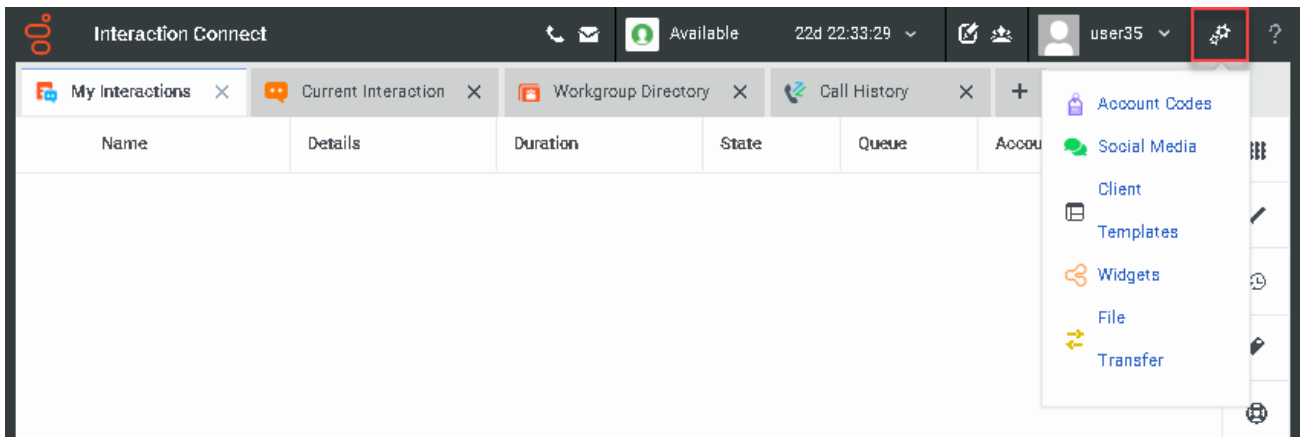 Interaction Connect
Available
22d 22:33:29
user35
?
My Interactions
Current Interaction
Workgroup Directory
Call History
+
Name
Details
Duration
State
Queue
Accou
Account Codes
Social Media
Client
Templates
Widgets
File
Transfer